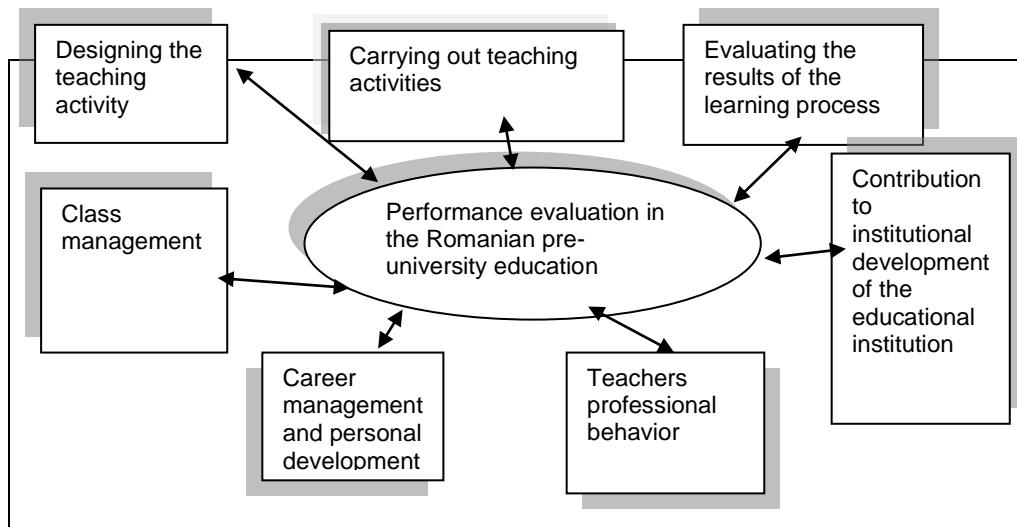 Designing the
teaching
activity
Carrying out teaching
activities
Evaluating the
results of the
learning process
Class
management
Performance evaluation in
the Romanian pre-
university education
Contribution
to
institutional
development
of the
educational
institution
Career
management
and personal
development
Teachers
professional
behavior